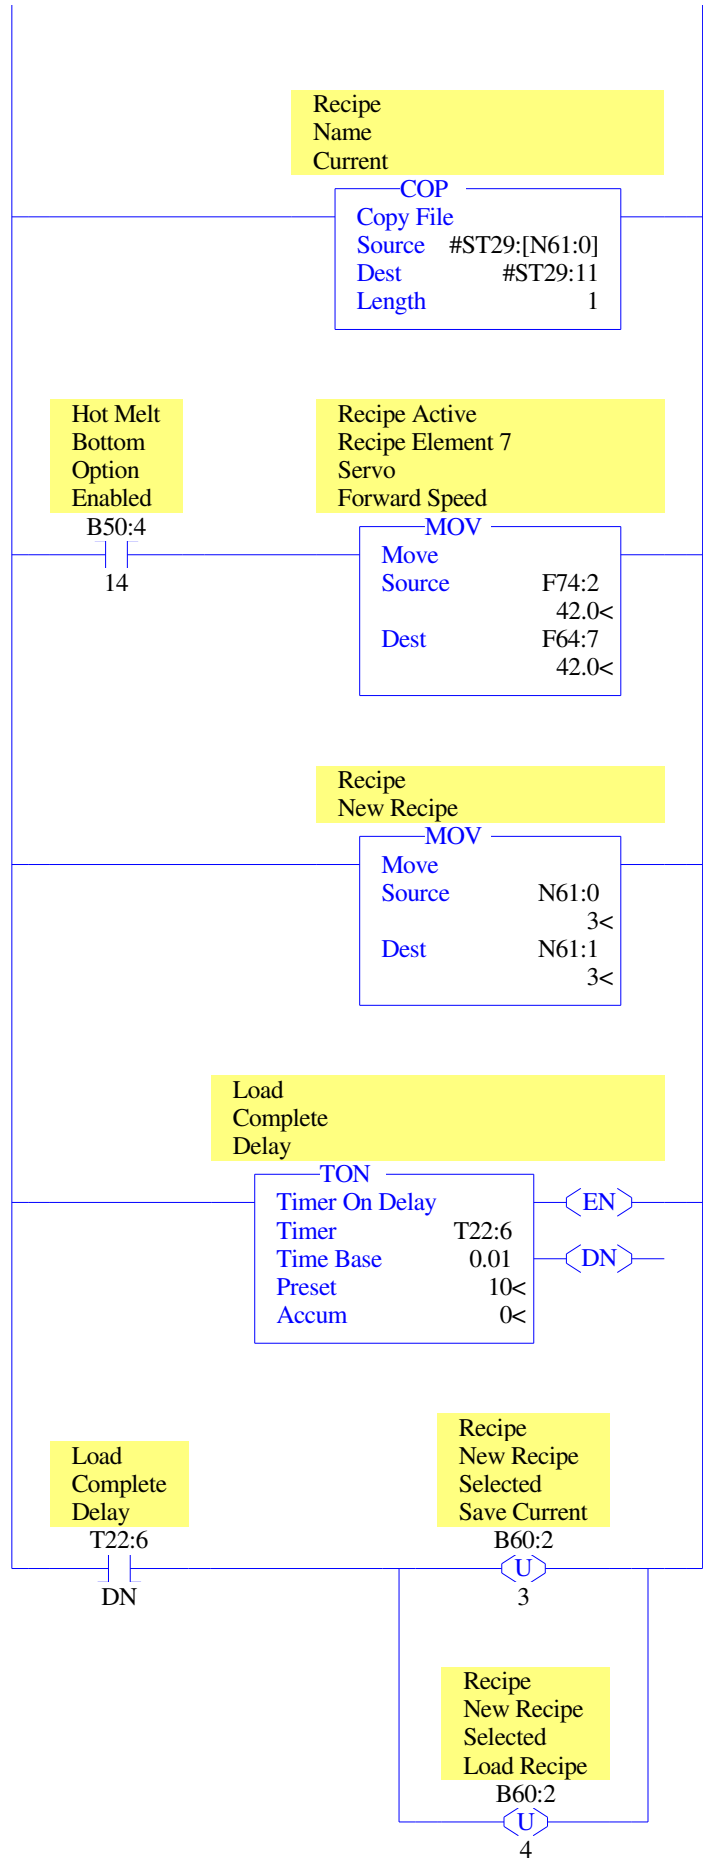 Recipe
Name
Current
COP
Copy File
Source #ST29:[N61:0]
Dest #ST29:11
Length 1
Hot Melt
Bottom
Option
Enabled
B50:4
14
Recipe Active
Recipe Element 7
Servo
Forward Speed
MOV
Move
Source F74:2
42.0<
Dest F64:7
42.0<
Recipe
New Recipe
MOV
Move
Source N61:0
3<
Dest N61:1
3<
Load
Complete
Delay
TON
Timer On Delay
EN
Timer T22:6
Time Base 0.01
DN
Preset 10<
Accum 0<
Load
Complete
Delay
T22:6
DN
Recipe
New Recipe
Selected
Save Current
B60:2
U
3
Recipe
New Recipe
Selected
Load Recipe
B60:2
U
4